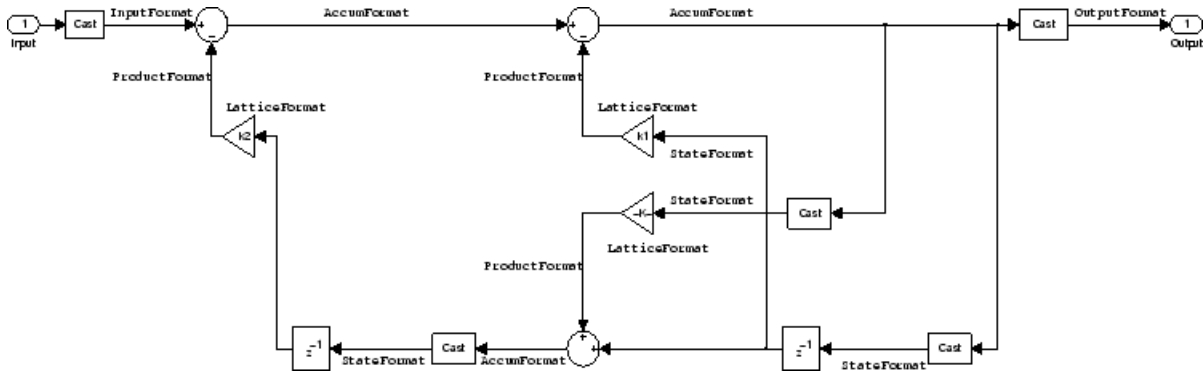 1
Input
Cast
InputFormat
+
−
AccumFormat
+
−
AccumFormat
Cast
OutputFormat
1
Output
ProductFormat
ProductFormat
LatticeFormat
k2
LatticeFormat
k1
StateFormat
StateFormat
-K-
Cast
LatticeFormat
ProductFormat
+
+
z⁻¹
StateFormat
Cast
AccumFormat
z⁻¹
StateFormat
Cast